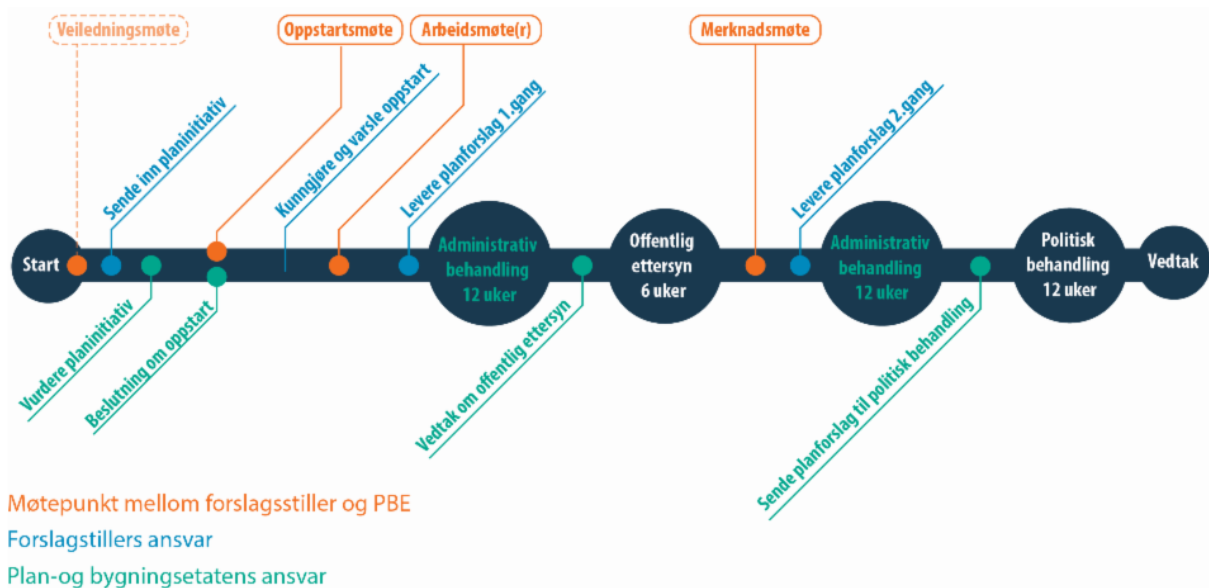 Veiledningsmøte
Oppstartsmøte
Arbeidsmøte(r)
Merknadsmøte
Sende inn planinitiativ
Kunngjøre og varsle oppstart
Levere planforslag 1.gang
Levere planforslag 2.gang
Start
Administrativ
behandling
12 uker
Offentlig
ettersyn
6 uker
Administrativ
behandling
12 uker
Politisk
behandling
12 uker
Vedtak
Vurdere planinitiativ
Beslutning om oppstart
Vedtak om offentlig ettersyn
Sende planforslag til politisk behandling
Møtepunkt mellom forslagsstiller og PBE
Forslagstillers ansvar
Plan-og bygningsetatens ansvar